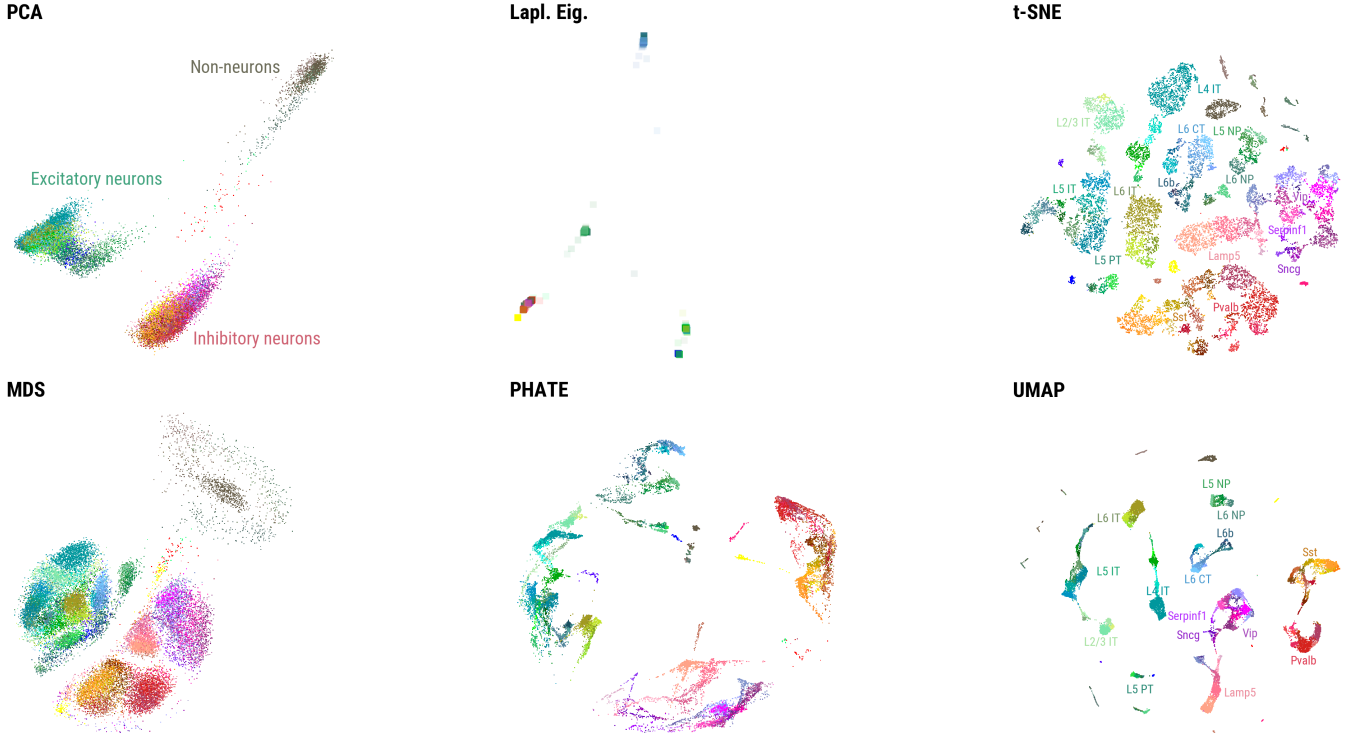 PCA
Lapl. Eig.
t-SNE
Non-neurons
Excitatory neurons
Inhibitory neurons
L4 IT
L2/3 IT
L6 CT
L5 NP
L6 NP
L5 IT
L6 IT
L6b
Vip
Serpinf1
L5 PT
Lamp5
Sncg
Pvalb
Sst
MDS
PHATE
UMAP
L5 NP
L6 IT
L6 NP
L6b
Sst
L5 IT
L6 CT
L4 IT
Serpinf1
Sncg
Vip
L2/3 IT
Pvalb
L5 PT
Lamp5